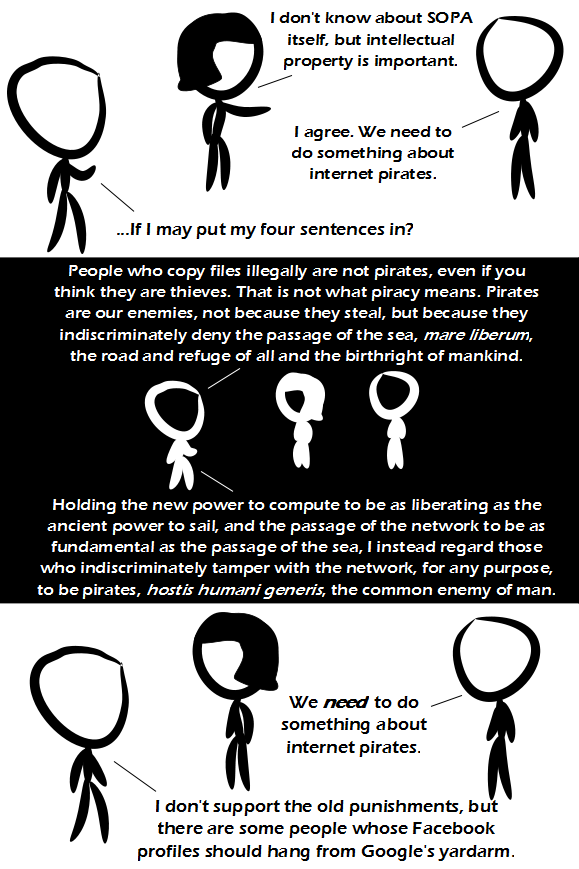 I don't know about SOPA
itself, but intellectual
property is important.
I agree. We need to
do something about
internet pirates.
...If I may put my four sentences in?
People who copy files illegally are not pirates, even if you
think they are thieves. That is not what piracy means. Pirates
are our enemies, not because they steal, but because they
indiscriminately deny the passage of the sea, mare liberum,
the road and refuge of all and the birthright of mankind.
Holding the new power to compute to be as liberating as the
ancient power to sail, and the passage of the network to be as
fundamental as the passage of the sea, I instead regard those
who indiscriminately tamper with the network, for any purpose,
to be pirates, hostis humani generis, the common enemy of man.
We need to do
something about
internet pirates.
I don't support the old punishments, but
there are some people whose Facebook
profiles should hang from Google's yardarm.